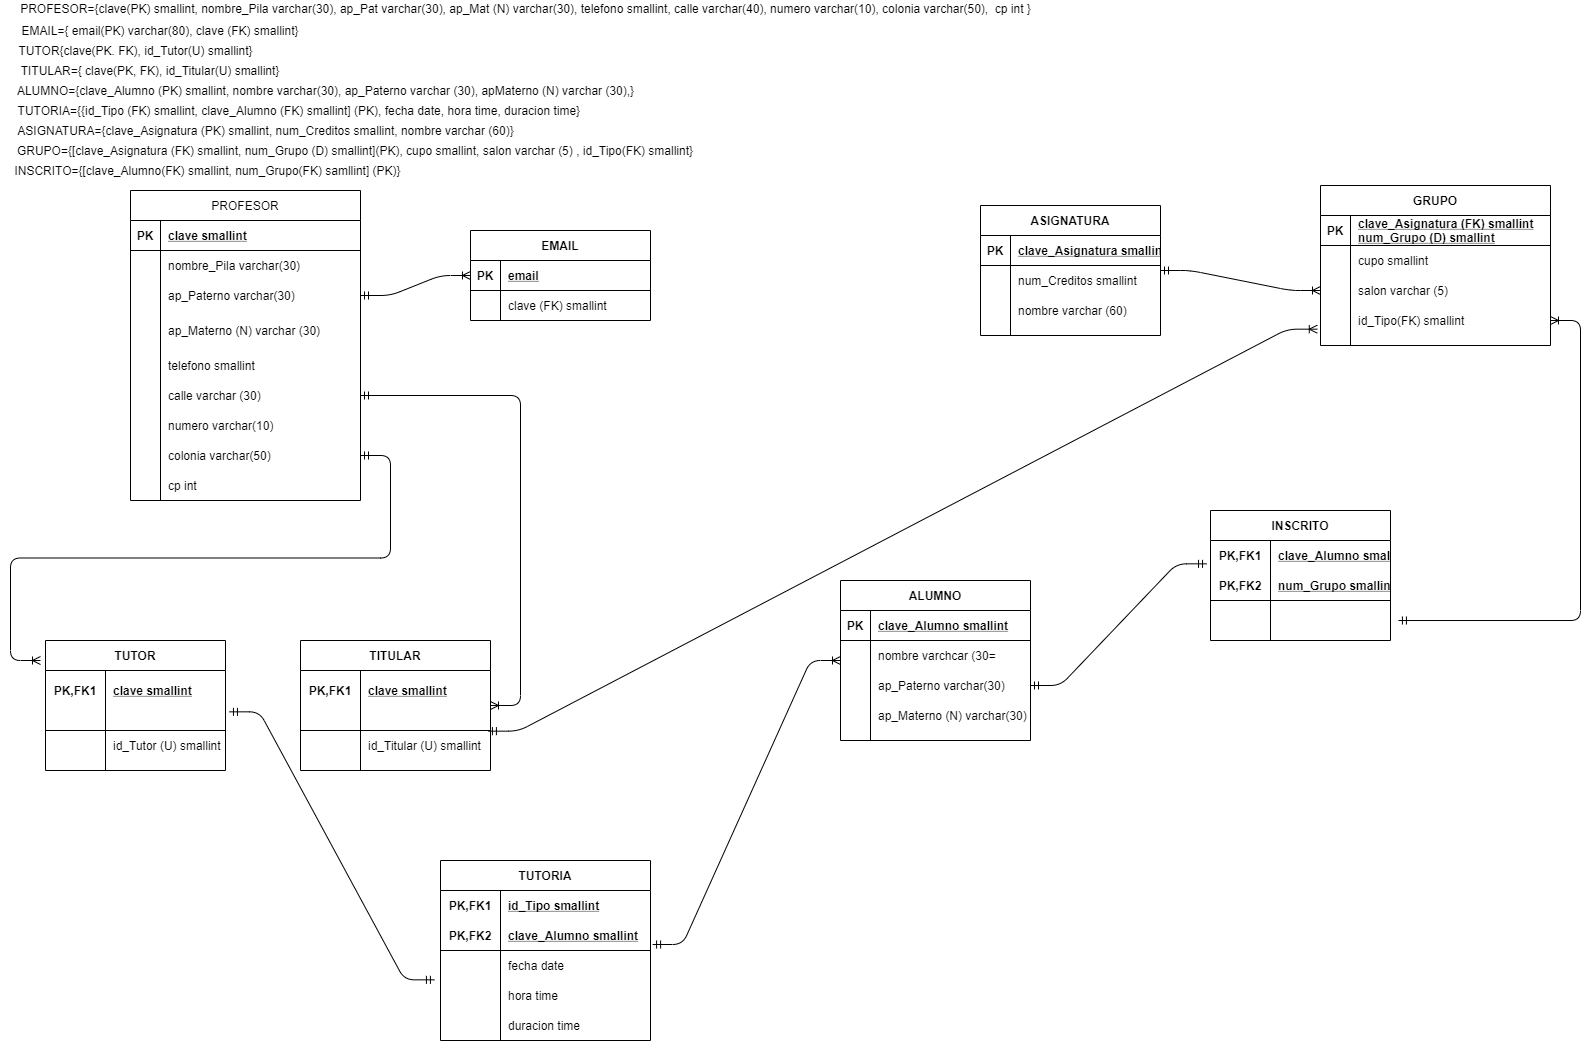 PROFESOR={clave(PK) smallint, nombre_Pila varchar(30), ap_Pat varchar(30), ap_Mat (N) varchar(30), telefono smallint, calle varchar(40), numero varchar(10), colonia varchar(50),  cp int }
EMAIL={ email(PK) varchar(80), clave (FK) smallint}
TUTOR{clave(PK. FK), id_Tutor(U) smallint}
TITULAR={ clave(PK, FK), id_Titular(U) smallint}
ALUMNO={clave_Alumno (PK) smallint, nombre varchar(30), ap_Paterno varchar (30), apMaterno (N) varchar (30),}
TUTORIA={{id_Tipo (FK) smallint, clave_Alumno (FK) smallint] (PK), fecha date, hora time, duracion time}
ASIGNATURA={clave_Asignatura (PK) smallint, num_Creditos smallint, nombre varchar (60)}
GRUPO={[clave_Asignatura (FK) smallint, num_Grupo (D) smallint](PK), cupo smallint, salon varchar (5) , id_Tipo(FK) smallint}
INSCRITO={[clave_Alumno(FK) smallint, num_Grupo(FK) samllint] (PK)}
PROFESOR
PK clave smallint
nombre_Pila varchar(30)
ap_Paterno varchar(30)
ap_Materno (N) varchar (30)
telefono smallint
calle varchar (30)
numero varchar(10)
colonia varchar(50)
cp int
EMAIL
PK email
clave (FK) smallint
ASIGNATURA
PK clave_Asignatura smallin
num_Creditos smallint
nombre varchar (60)
GRUPO
PK clave_Asignatura (FK) smallint
num_Grupo (D) smallint
cupo smallint
salon varchar (5)
id_Tipo(FK) smallint
INSCRITO
PK,FK1 clave_Alumno smal
PK,FK2 num_Grupo smallin
ALUMNO
PK clave_Alumno smallint
nombre varchcar (30=
ap_Paterno varchar(30)
ap_Materno (N) varchar(30)
TUTOR
PK,FK1 clave smallint
id_Tutor (U) smallint
TITULAR
PK,FK1 clave smallint
id_Titular (U) smallint
TUTORIA
PK,FK1 id_Tipo smallint
PK,FK2 clave_Alumno smallint
fecha date
hora time
duracion time